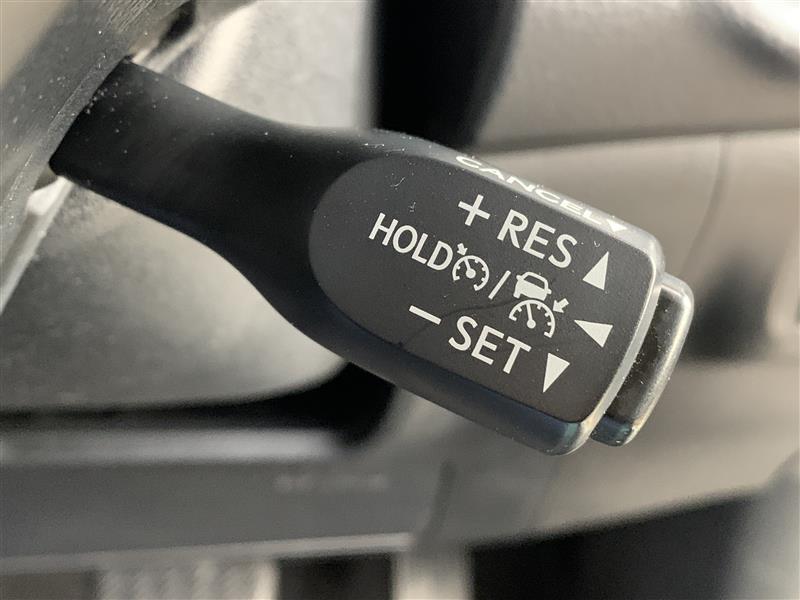 CANCEL▼
+ RES ▲
HOLD /
− SET ▼